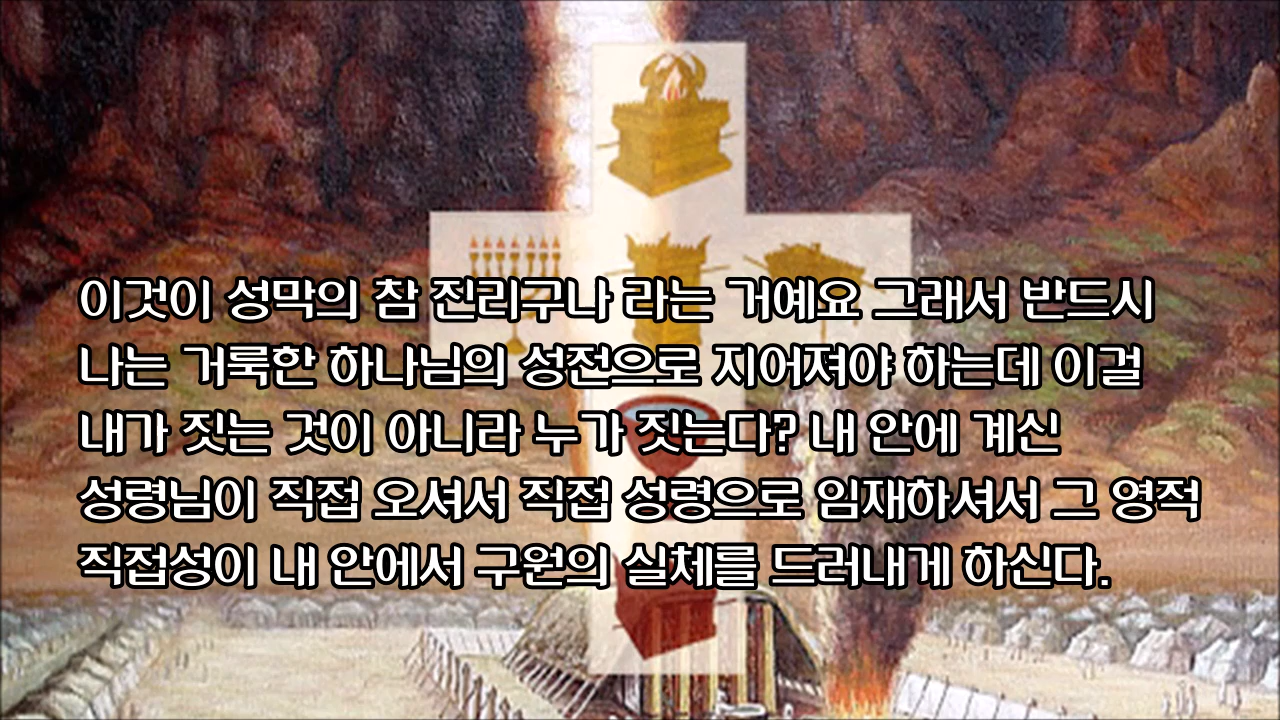 이것이 성막의 참 진리구나 라는 거예요 그래서 반드시
나는 거룩한 하나님의 성전으로 지어져야 하는데 이걸
내가 짓는 것이 아니라 누가 짓는다? 내 안에 계신
성령님이 직접 오셔서 직접 성령으로 임재하셔서 그 영적
직접성이 내 안에서 구원의 실체를 드러내게 하신다.